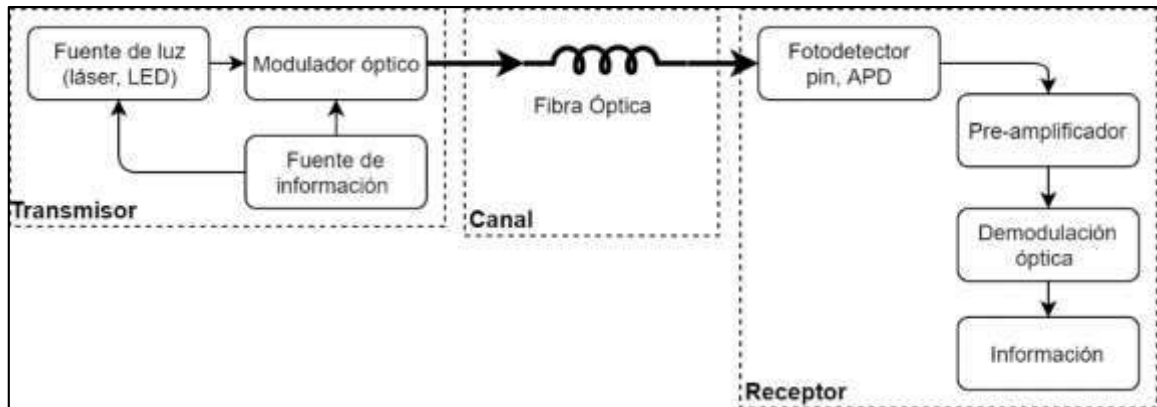 Fuente de luz
(láser, LED)
Modulador óptico
Fuente de
información
Transmisor
Fibra Óptica
Canal
Fotodetector
pin, APD
Pre-amplificador
Demodulación
óptica
Información
Receptor